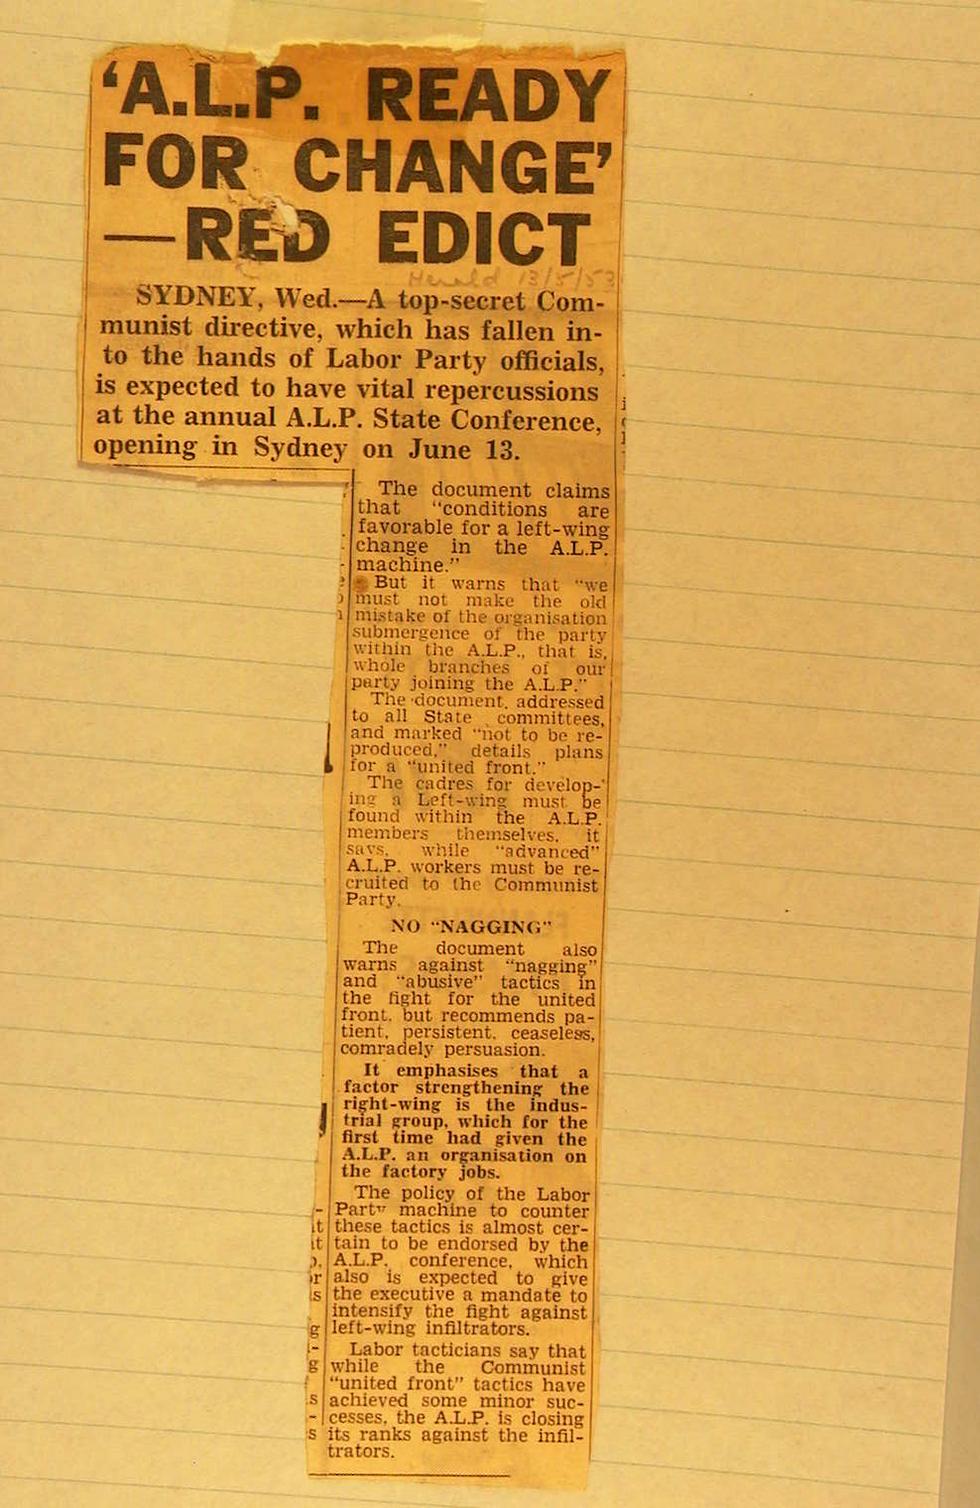 ‘A.L.P. READY
FOR CHANGE’
—RED EDICT
Herald 13/5/53
SYDNEY, Wed.—A top-secret Com-
munist directive, which has fallen in-
to the hands of Labor Party officials,
is expected to have vital repercussions
at the annual A.L.P. State Conference,
opening in Sydney on June 13.
The document claims
that “conditions are
favorable for a left-wing
change in the A.L.P.
machine.”
But it warns that “we
must not make the old
mistake of the organisation
submergence of the party
within the A.L.P., that is,
whole branches of our
party joining the A.L.P.”
The document, addressed
to all State committees,
and marked “not to be re-
produced,” details plans
for a “united front.”
The cadres for develop-
ing a Left-wing must be
found within the A.L.P.
members themselves, it
says, while “advanced”
A.L.P. workers must be re-
cruited to the Communist
Party.
NO “NAGGING”
The document also
warns against “nagging”
and “abusive” tactics in
the fight for the united
front, but recommends pa-
tient, persistent, ceaseless,
comradely persuasion.
It emphasises that a
factor strengthening the
right-wing is the indus-
trial group, which for the
first time had given the
A.L.P. an organisation on
the factory jobs.
The policy of the Labor
Party machine to counter
these tactics is almost cer-
tain to be endorsed by the
A.L.P. conference, which
also is expected to give
the executive a mandate to
intensify the fight against
left-wing infiltrators.
Labor tacticians say that
while the Communist
“united front” tactics have
achieved some minor suc-
cesses, the A.L.P. is closing
its ranks against the infil-
trators.